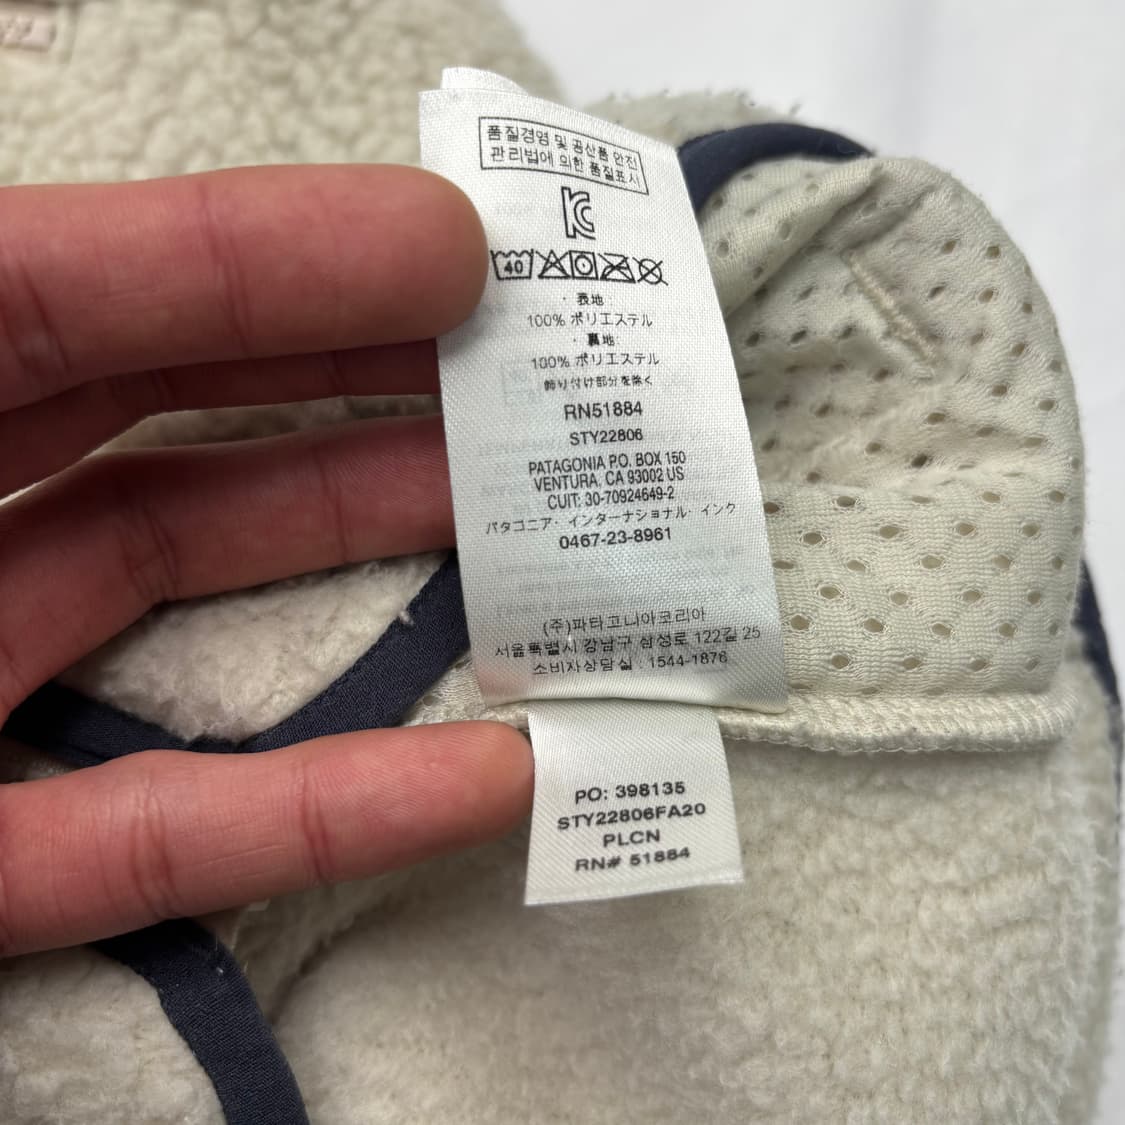 품질경영 및 공산품 안전
관리법에 의한 품질표시
40
· 表地:
100% ポリエステル
· 裏地:
100% ポリエステル
飾り付け部分を除く
RN51884
STY22806
PATAGONIA P.O. BOX 150
VENTURA, CA 93002 US
CUIT: 30-70924649-2
パタゴニア・インターナショナル・インク
0467-23-8961
(주)파타고니아코리아
서울특별시 강남구 삼성로 122길 25
소비자상담실 : 1544-1876
PO: 398135
STY22806FA20
PLCN
RN# 51884